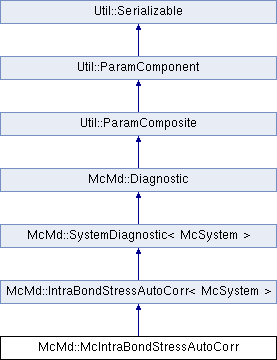 Util::Serializable
Util::ParamComponent
Util::ParamComposite
McMd::Diagnostic
McMd::SystemDiagnostic< McSystem >
McMd::IntraBondStressAutoCorr< McSystem >
McMd::McIntraBondStressAutoCorr